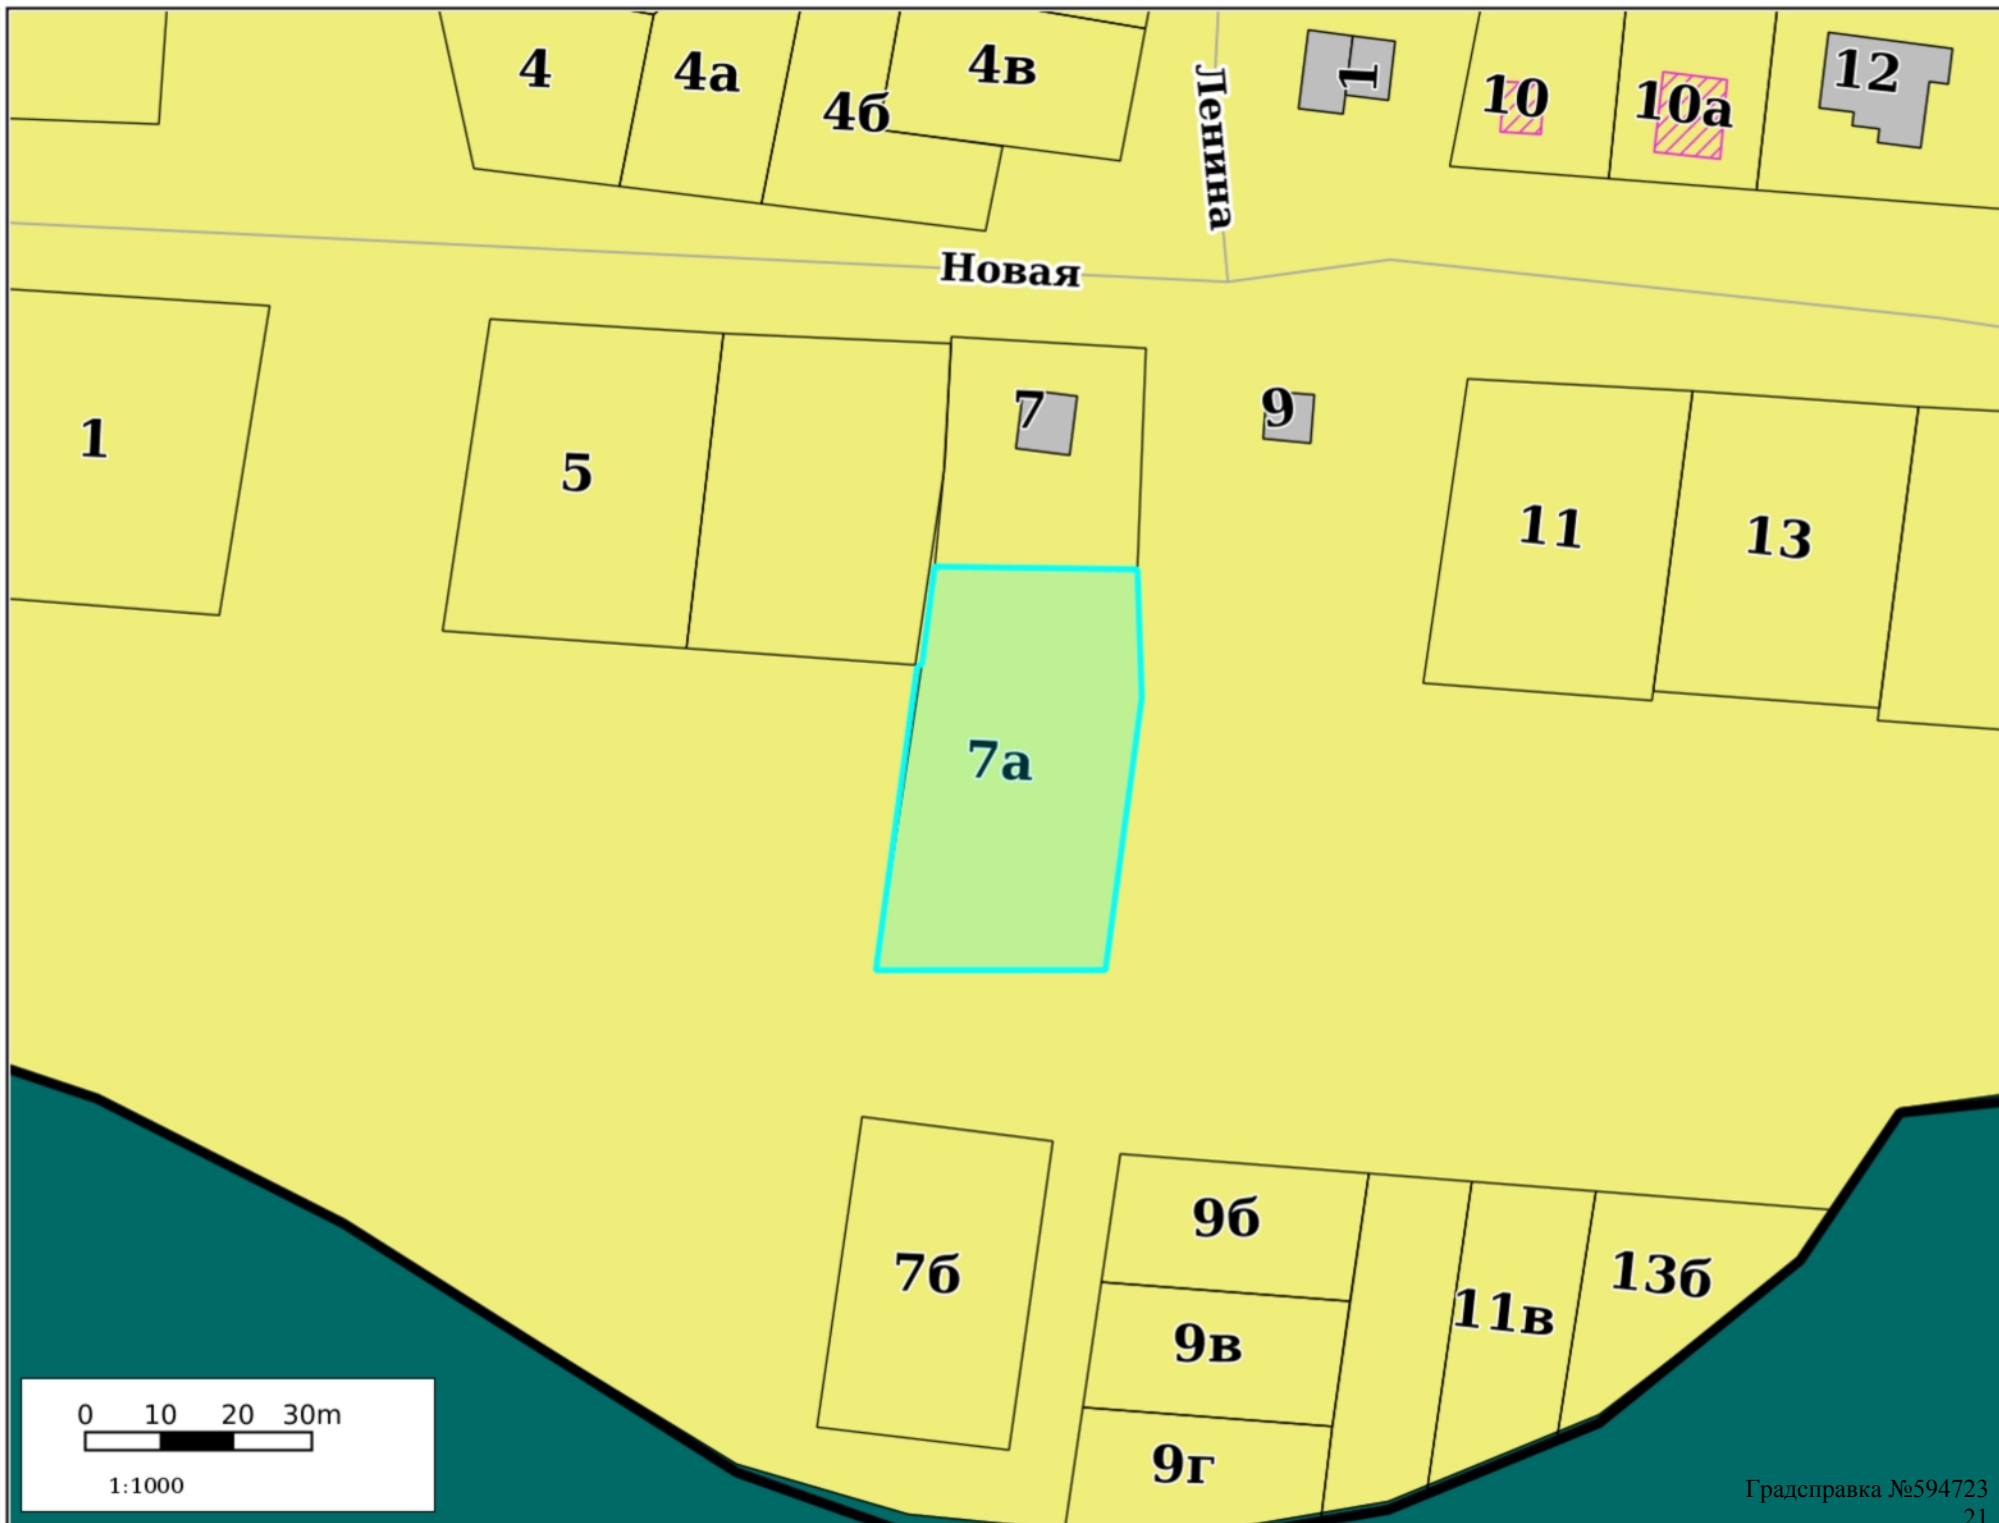 4
4а
4б
4в
Ленина
1
10
10а
12
Новая
1
5
7
9
11
13
7а
7б
9б
9в
9г
11в
13б
0 10 20 30m
1:1000
Градсправка №594723
21